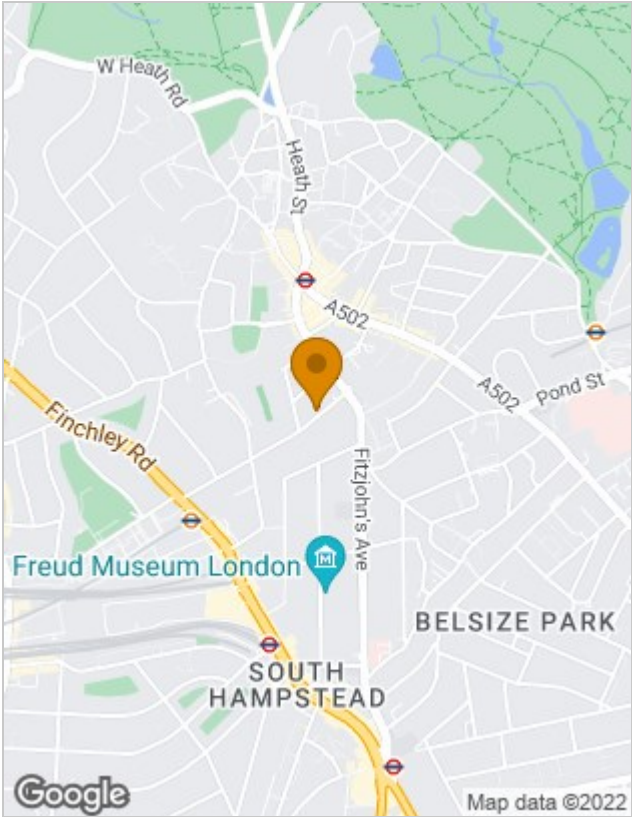 W Heath Rd
Heath St
A502
A502
Pond St
Finchley Rd
Fitzjohn's Ave
Freud Museum London
M
BELSIZE PARK
SOUTH
HAMPSTEAD
Google
Map data ©2022